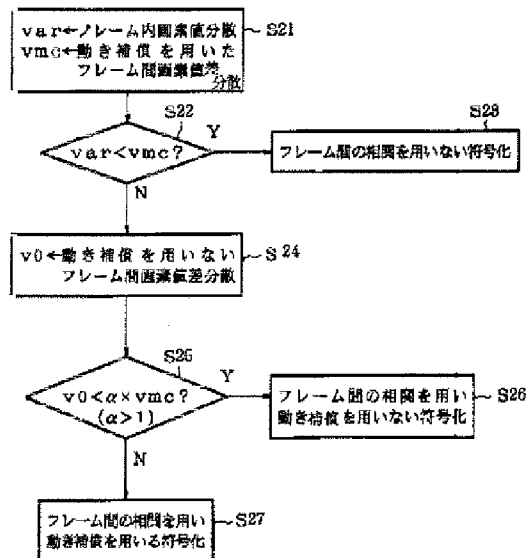 var←フレーム内画素値分散
vmc←動き補償を用いた
フレーム間画素値差
分散
S21
S22
var<vmc?
Y
N
S23
フレーム間の相関を用いない符号化
v0←動き補償を用いない
フレーム間画素値差分散
S24
S25
v0<α×vmc?
(α>1)
Y
N
フレーム間の相関を用い
動き補償を用いない符号化
S26
フレーム間の相関を用い
動き補償を用いる符号化
S27